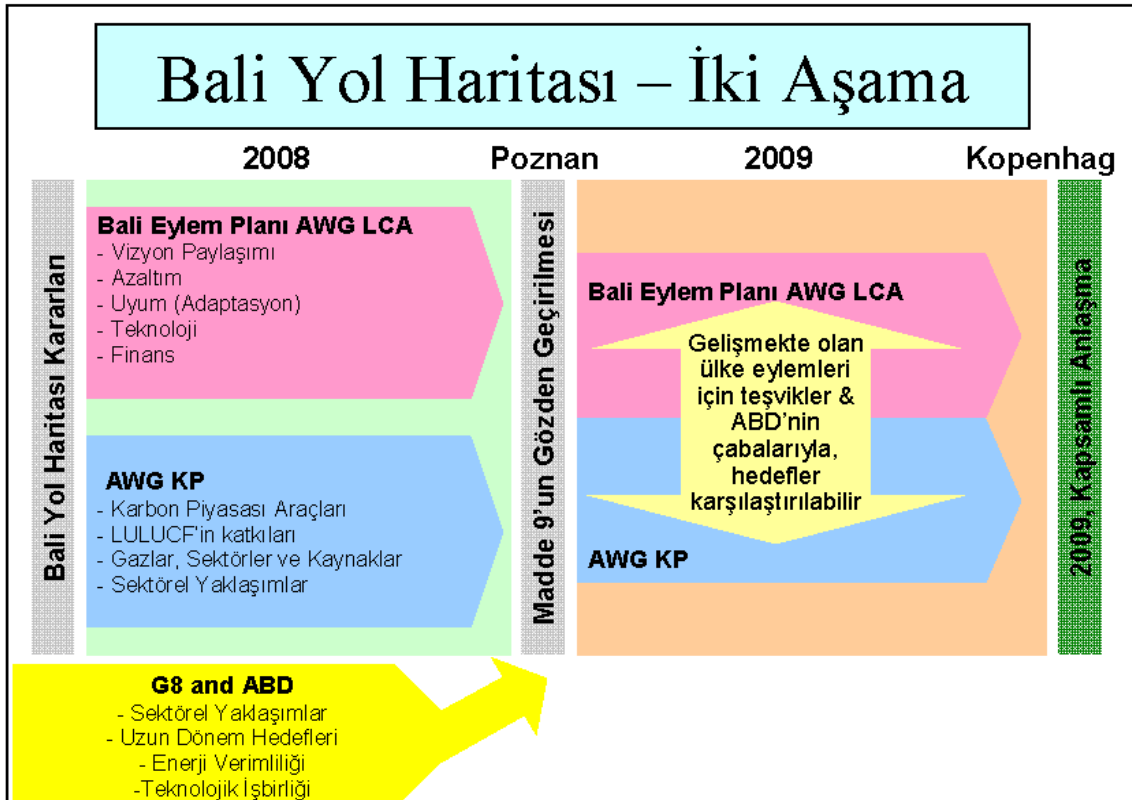 Bali Yol Haritası – İki Aşama
2008
Poznan
2009
Kopenhag
Bali Yol Haritası Kararları
Bali Eylem Planı AWG LCA
- Vizyon Paylaşımı
- Azaltım
- Uyum (Adaptasyon)
- Teknoloji
- Finans
AWG KP
- Karbon Piyasası Araçları
- LULUCF'in katkıları
- Gazlar, Sektörler ve Kaynaklar
- Sektörel Yaklaşımlar
Madde 9'un Gözden Geçirilmesi
Bali Eylem Planı AWG LCA
Gelişmekte olan
ülke eylemleri
için teşvikler &
ABD'nin
çabalarıyla,
hedefler
karşılaştırılabilir
AWG KP
2009, Kapsamlı Anlaşma
G8 and ABD
- Sektörel Yaklaşımlar
- Uzun Dönem Hedefleri
- Enerji Verimliliği
-Teknolojik İşbirliği